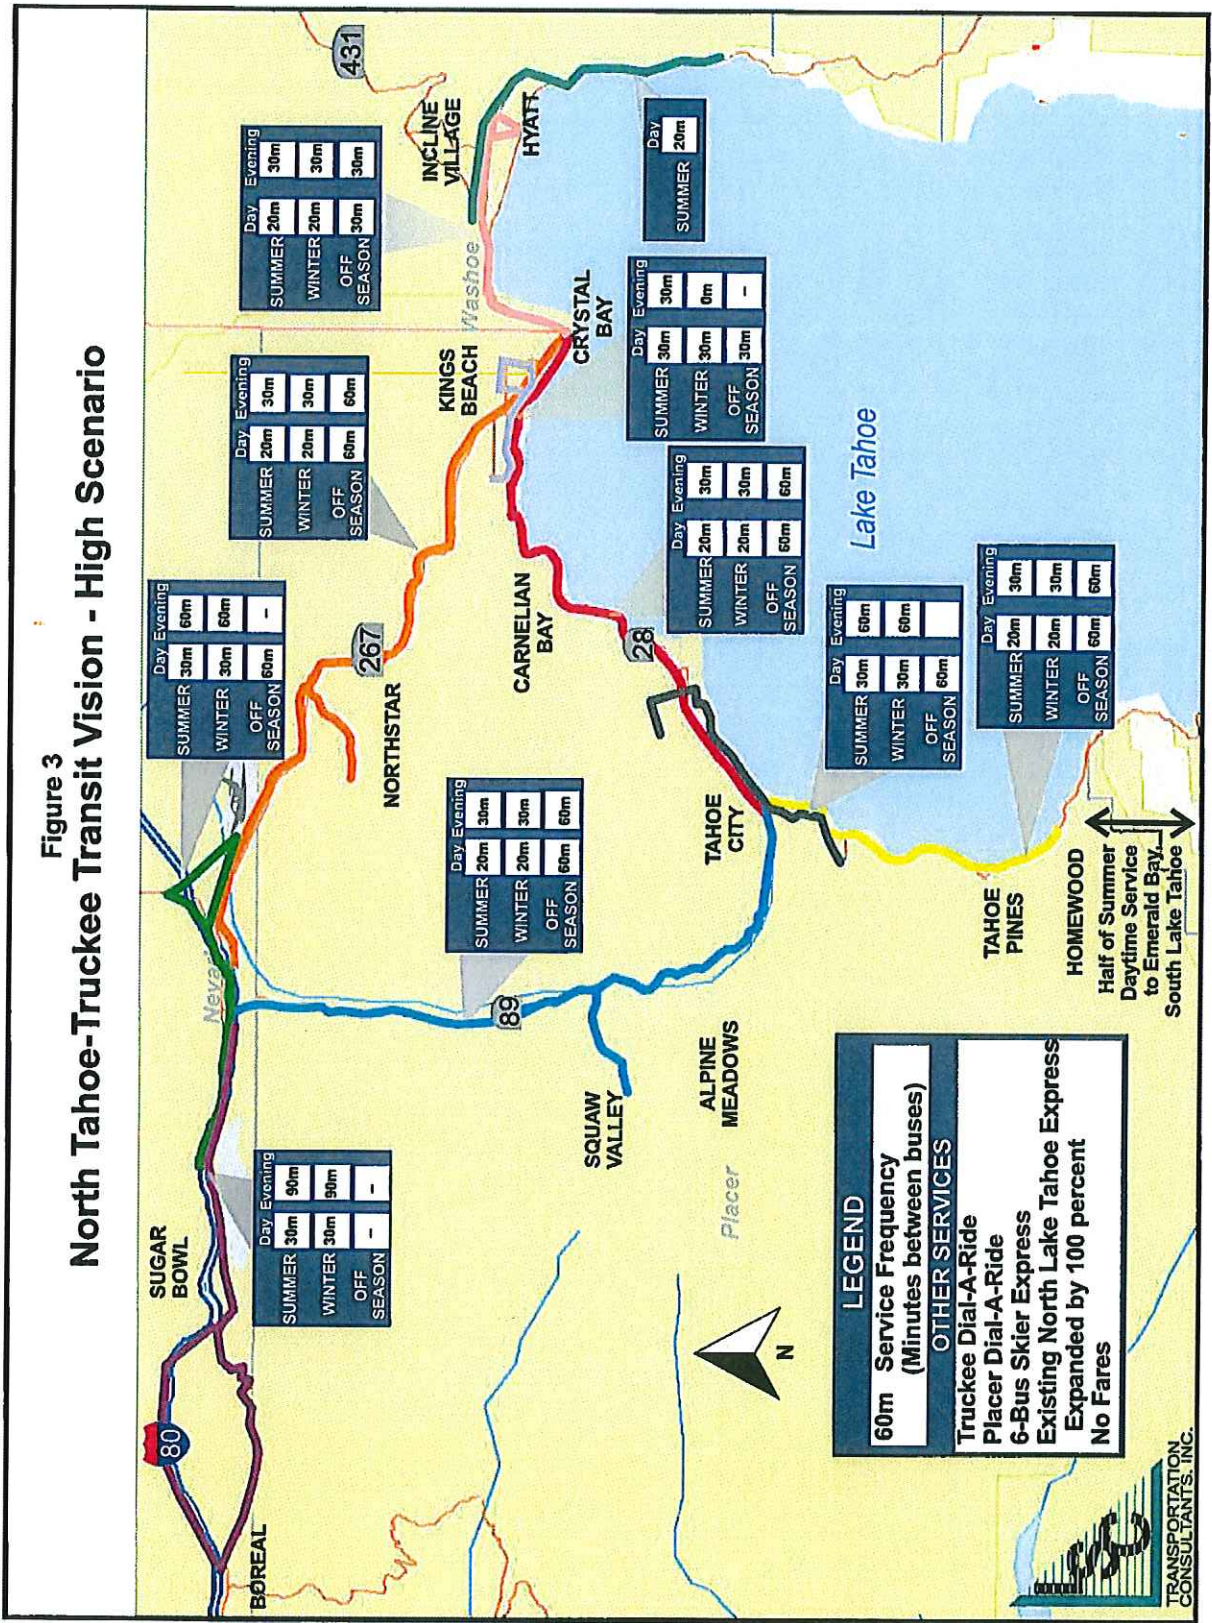 Figure 3
North Tahoe-Truckee Transit Vision - High Scenario
80
SUGAR
BOWL
BOREAL
Day Evening
SUMMER 30m 90m
WINTER 30m 90m
OFF
SEASON – –
Day Evening
SUMMER 30m 60m
WINTER 30m 60m
OFF
SEASON 60m –
Day Evening
SUMMER 20m 30m
WINTER 20m 30m
OFF
SEASON 60m 60m
Day Evening
SUMMER 20m 30m
WINTER 20m 30m
OFF
SEASON 30m 30m
431
INCLINE
VILLAGE
HYATT
Washoe
267
NORTHSTAR
KINGS
BEACH
CRYSTAL
BAY
Day
SUMMER 20m
Day Evening
SUMMER 30m 30m
WINTER 30m 0m
OFF
SEASON 30m –
CARNELIAN
BAY
28
Day Evening
SUMMER 20m 30m
WINTER 20m 30m
OFF
SEASON 60m 60m
Lake Tahoe
Day Evening
SUMMER 20m 30m
WINTER 20m 30m
OFF
SEASON 60m 60m
89
SQUAW
VALLEY
ALPINE
MEADOWS
Placer
TAHOE
CITY
Day Evening
SUMMER 30m 60m
WINTER 30m 60m
OFF
SEASON 60m
Day Evening
SUMMER 20m 30m
WINTER 20m 30m
OFF
SEASON 60m 60m
TAHOE
PINES
HOMEWOOD
Half of Summer
Daytime Service
to Emerald Bay,
South Lake Tahoe
N
LEGEND
60m Service Frequency
(Minutes between buses)
OTHER SERVICES
Truckee Dial-A-Ride
Placer Dial-A-Ride
6-Bus Skier Express
Existing North Lake Tahoe Express
Expanded by 100 percent
No Fares
LSC
TRANSPORTATION
CONSULTANTS, INC.